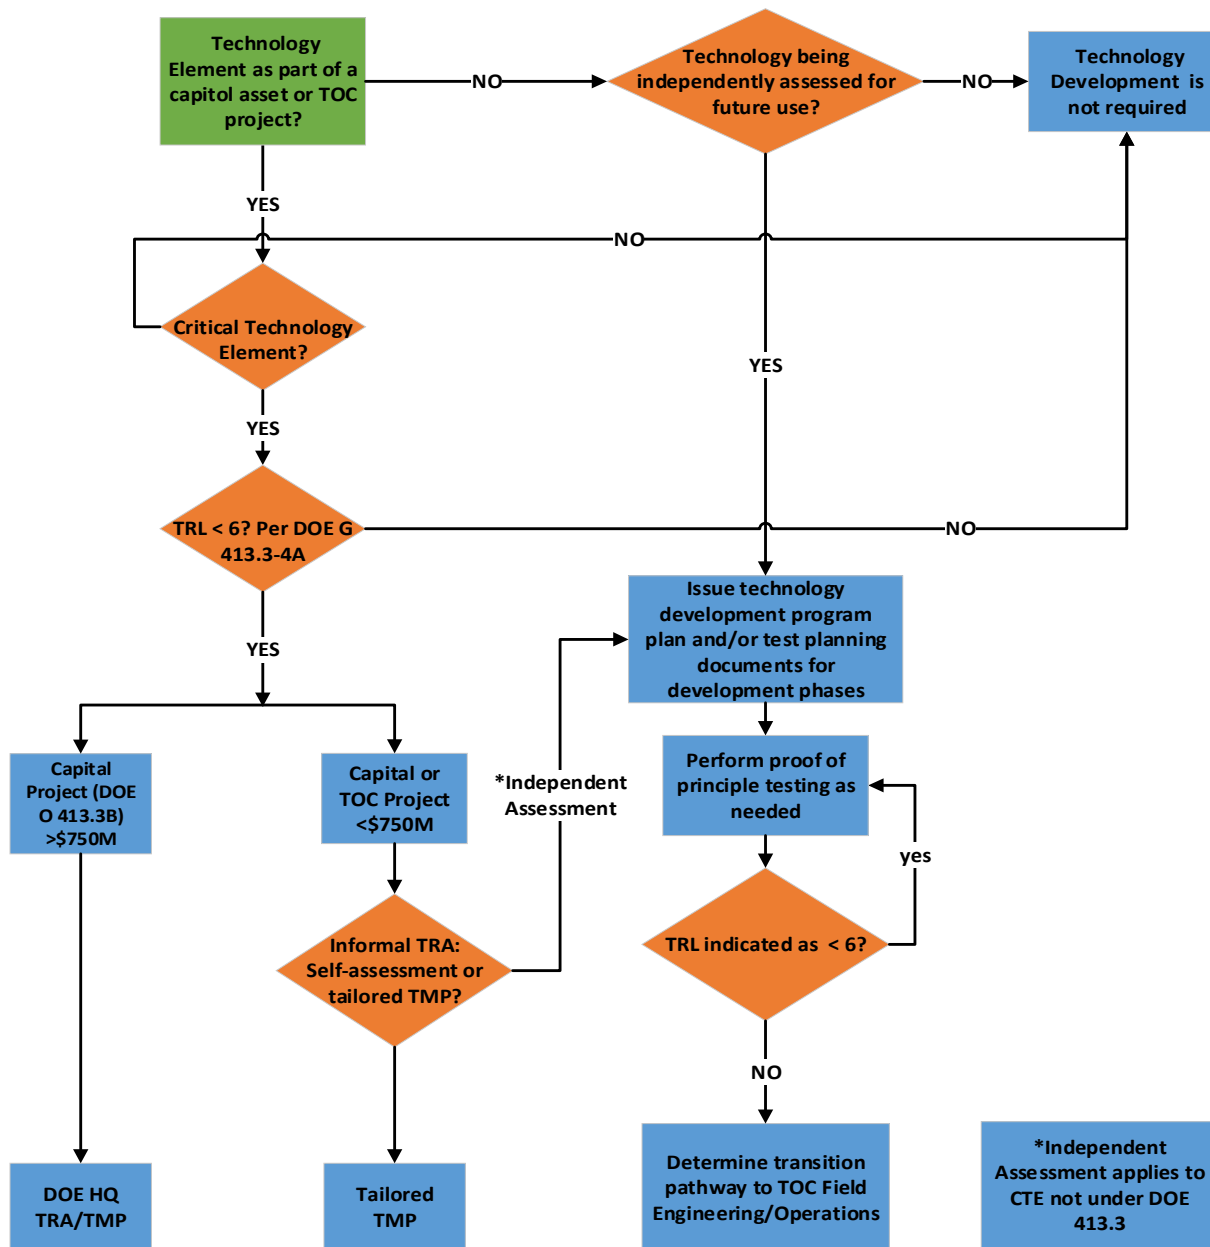 Technology
Element as part of a
capitol asset or TOC
project?
NO
Technology being
independently assessed for
future use?
NO
Technology
Development is
not required
YES
NO
Critical Technology
Element?
YES
YES
TRL < 6? Per DOE G
413.3-4A
NO
YES
Issue technology
development program
plan and/or test planning
documents for
development phases
Capital
Project (DOE
O 413.3B)
>$750M
Capital or
TOC Project
<$750M
*Independent
Assessment
Perform proof of
principle testing as
needed
yes
Informal TRA:
Self-assessment or
tailored TMP?
TRL indicated as < 6?
NO
DOE HQ
TRA/TMP
Tailored
TMP
Determine transition
pathway to TOC Field
Engineering/Operations
*Independent
Assessment applies to
CTE not under DOE
413.3